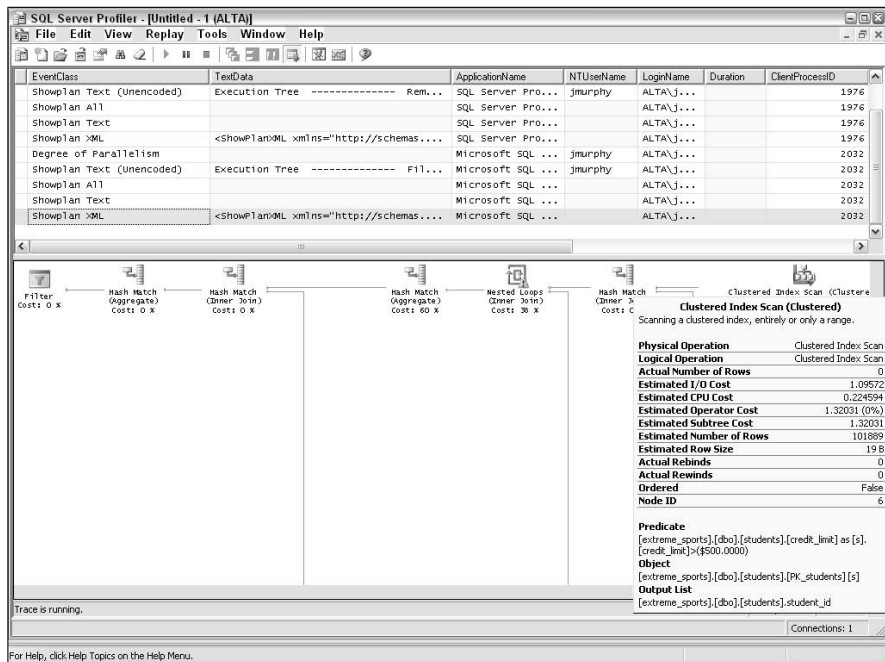 SQL Server Profiler - [Untitled - 1 (ALTA)]
File Edit View Replay Tools Window Help
EventClass TextData ApplicationName NTUserName LoginName Duration ClientProcessID
Showplan Text (Unencoded) Execution Tree -------------- Rem... SQL Server Pro... jmurphy ALTA\j... 1976
Showplan All SQL Server Pro... ALTA\j... 1976
Showplan Text SQL Server Pro... ALTA\j... 1976
Showplan XML <ShowPlanXML xmlns="http://schemas.... SQL Server Pro... ALTA\j... 1976
Degree of Parallelism Microsoft SQL ... jmurphy ALTA\j... 2032
Showplan Text (Unencoded) Execution Tree -------------- Fil... Microsoft SQL ... jmurphy ALTA\j... 2032
Showplan All Microsoft SQL ... ALTA\j... 2032
Showplan Text Microsoft SQL ... ALTA\j... 2032
Showplan XML <ShowPlanXML xmlns="http://schemas.... Microsoft SQL ... ALTA\j... 2032
Filter
Cost: 0 %
Hash Match
(Aggregate)
Cost: 0 %
Hash Match
(Inner Join)
Cost: 0 %
Hash Match
(Aggregate)
Cost: 60 %
Nested Loops
(Inner Join)
Cost: 38 %
Hash Match
(Inner Jo
Cost: 0
Clustered Index Scan (Clustere
Clustered Index Scan (Clustered)
Scanning a clustered index, entirely or only a range.
Physical Operation Clustered Index Scan
Logical Operation Clustered Index Scan
Actual Number of Rows 0
Estimated I/O Cost 1.09572
Estimated CPU Cost 0.224594
Estimated Operator Cost 1.32031 (0%)
Estimated Subtree Cost 1.32031
Estimated Number of Rows 101889
Estimated Row Size 19 B
Actual Rebinds 0
Actual Rewinds 0
Ordered False
Node ID 6
Predicate
[extreme_sports].[dbo].[students].[credit_limit] as [s].
[credit_limit]>($500.0000)
Object
[extreme_sports].[dbo].[students].[PK_students] [s]
Output List
[extreme_sports].[dbo].[students].student_id
Trace is running.
Connections: 1
For Help, click Help Topics on the Help Menu.